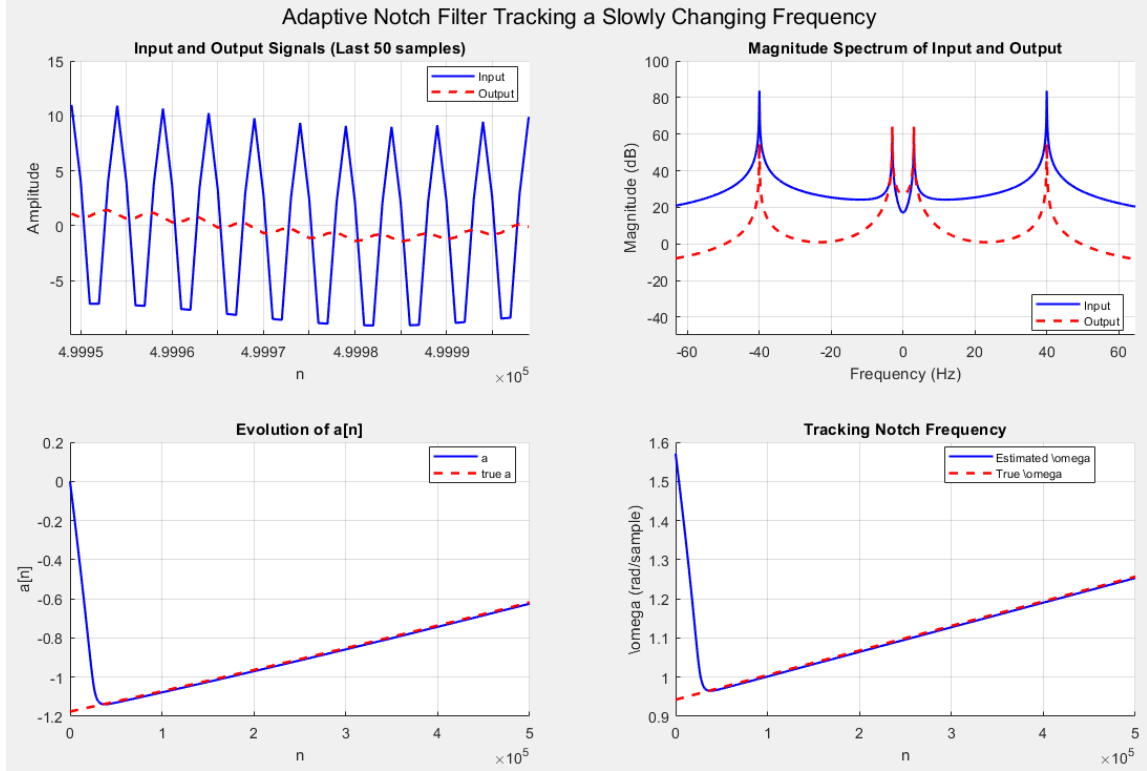 Adaptive Notch Filter Tracking a Slowly Changing Frequency
Input and Output Signals (Last 50 samples)
15
10
5
0
-5
Amplitude
Input
Output
4.9995
4.9996
4.9997
4.9998
4.9999
n
×10^5
Magnitude Spectrum of Input and Output
100
80
60
40
20
0
-20
-40
Magnitude (dB)
Input
Output
-60
-40
-20
0
20
40
60
Frequency (Hz)
Evolution of a[n]
0.2
0
-0.2
-0.4
-0.6
-0.8
-1
-1.2
a[n]
a
true a
0
1
2
3
4
5
n
×10^5
Tracking Notch Frequency
1.6
1.5
1.4
1.3
1.2
1.1
1
0.9
\omega (rad/sample)
Estimated \omega
True \omega
0
1
2
3
4
5
n
×10^5